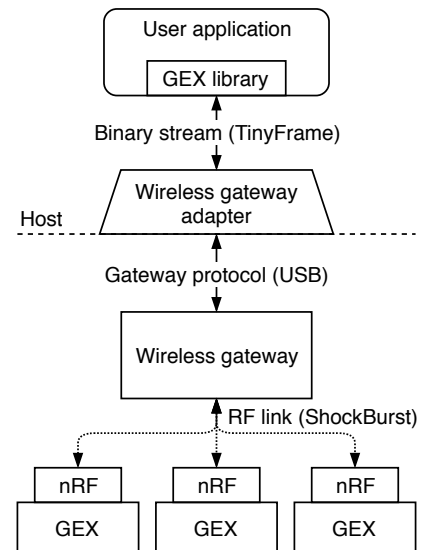 User application
GEX library
Binary stream (TinyFrame)
Wireless gateway
adapter
Host
Gateway protocol (USB)
Wireless gateway
RF link (ShockBurst)
nRF nRF nRF
GEX GEX GEX